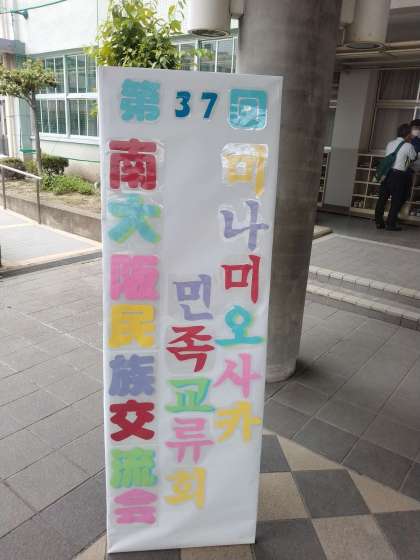 第37回
南大阪民族交流会
미나미오사카
민족교류회